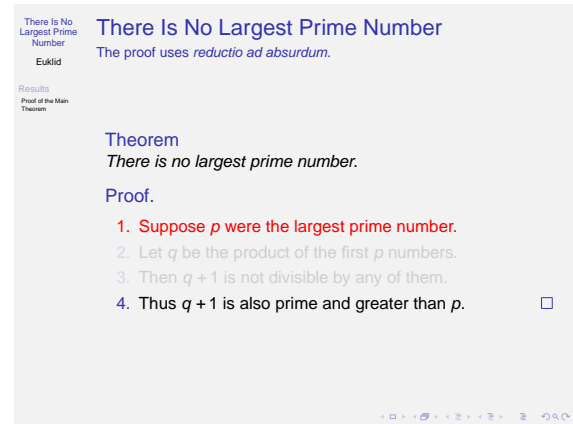 There Is No
Largest Prime
Number
Euklid
Results
Proof of the Main
Theorem
There Is No Largest Prime Number
The proof uses reductio ad absurdum.
Theorem
There is no largest prime number.
Proof.
1. Suppose p were the largest prime number.
2. Let q be the product of the first p numbers.
3. Then q + 1 is not divisible by any of them.
4. Thus q + 1 is also prime and greater than p.